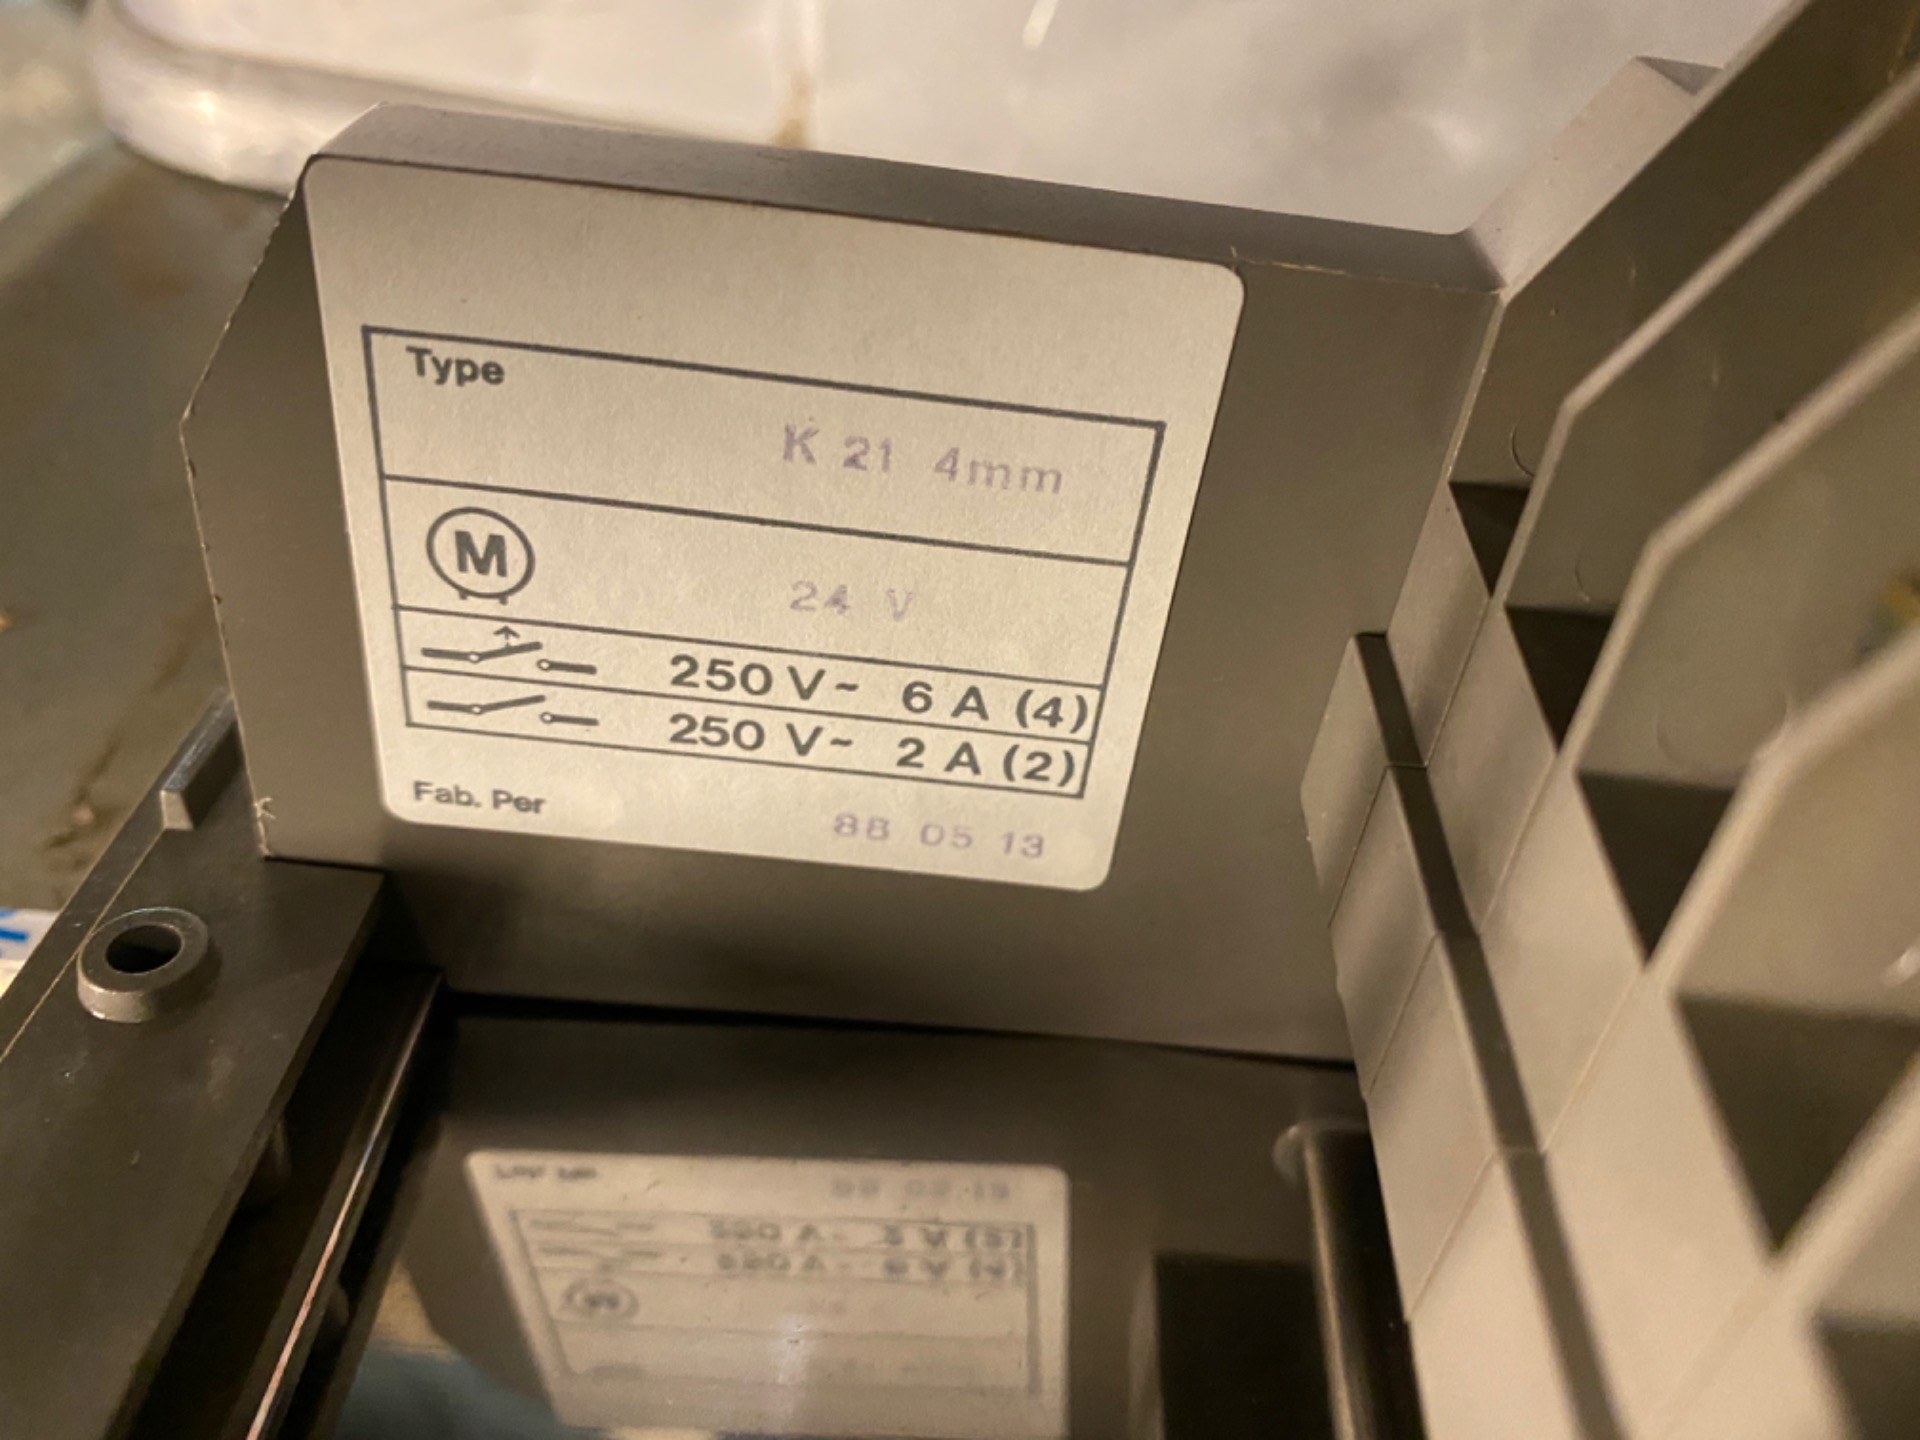 Type
K 21 4mm
M
24 V
250 V~ 6 A (4)
250 V~ 2 A (2)
Fab. Per
88 05 13